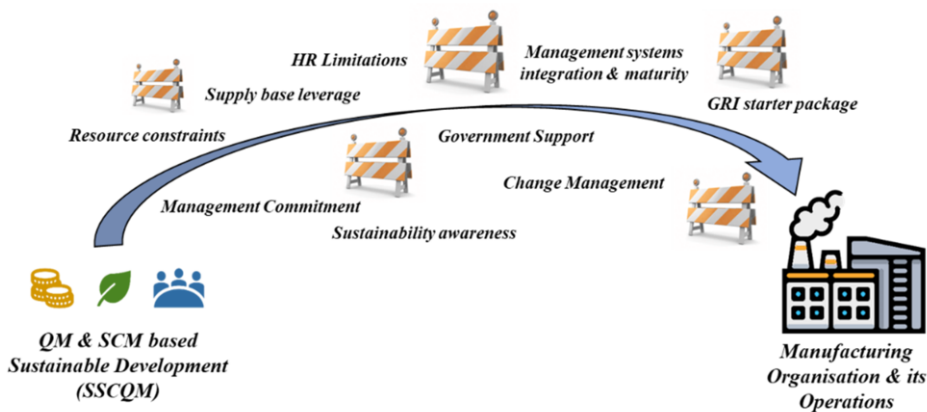 HR Limitations
Management systems
integration & maturity
Supply base leverage
GRI starter package
Resource constraints
Government Support
Change Management
Management Commitment
Sustainability awareness
QM & SCM based
Sustainable Development
(SSCQM)
Manufacturing
Organisation & its
Operations